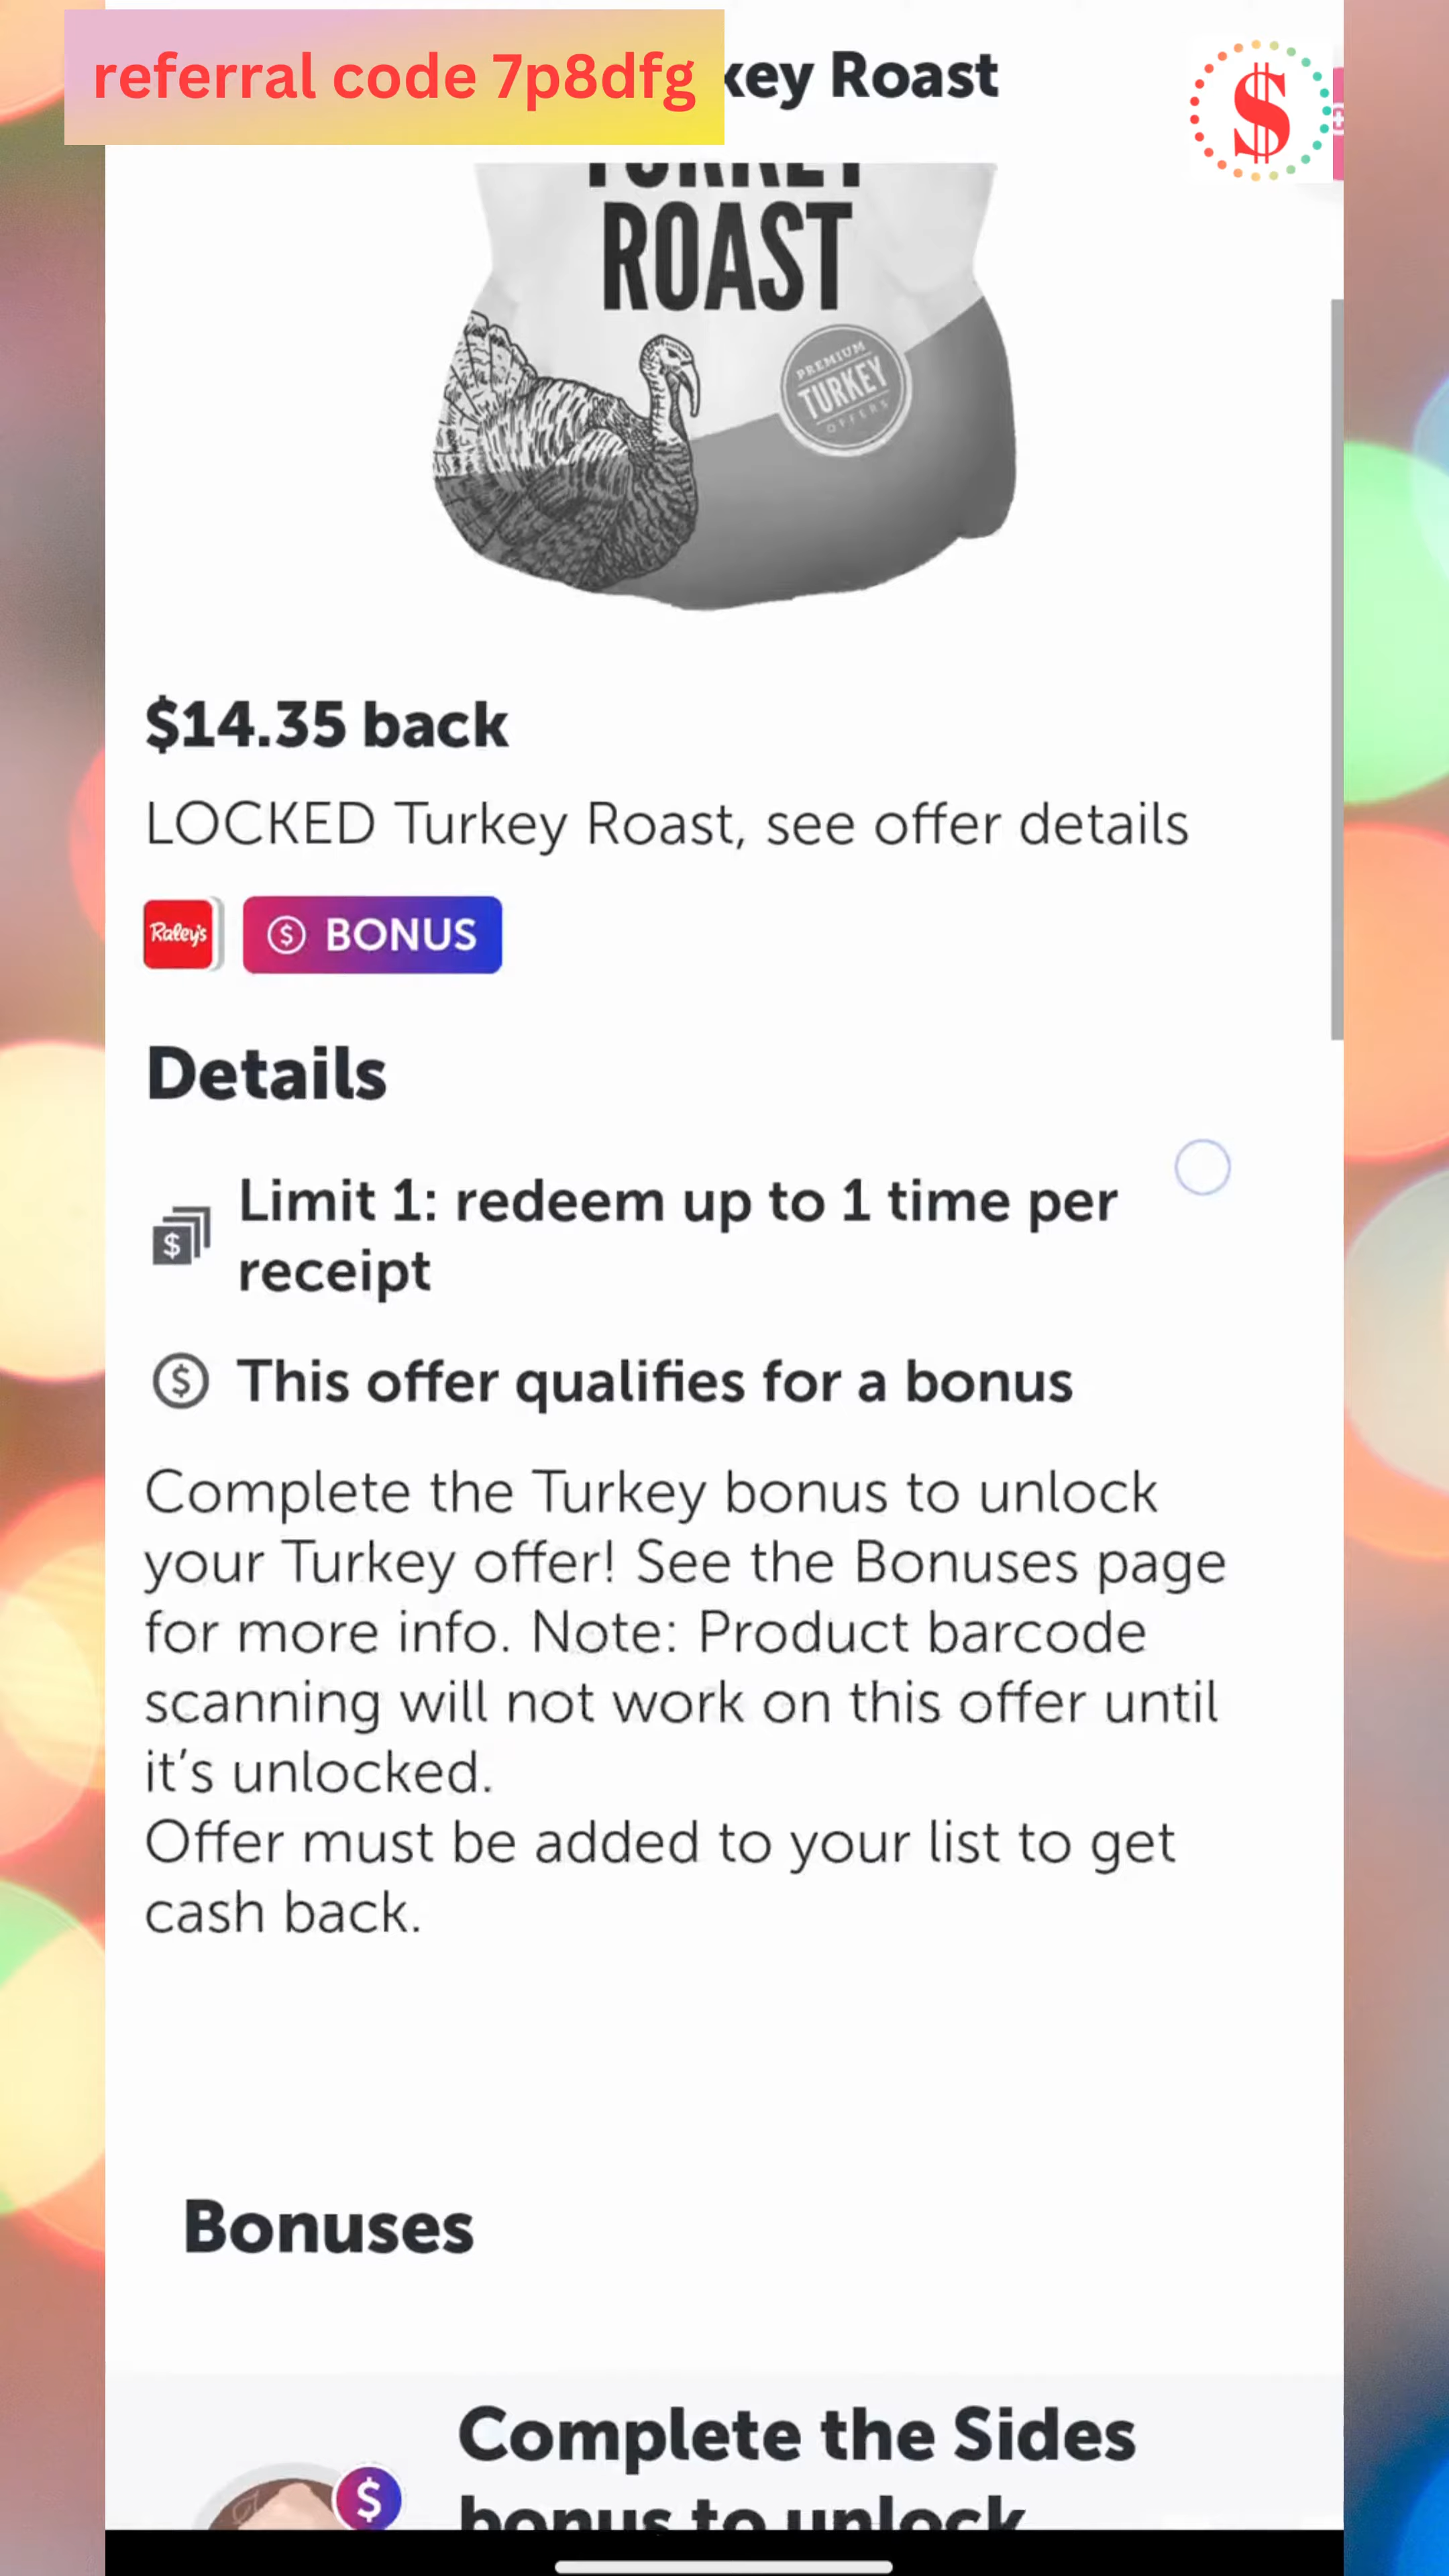 referral code 7p8dfg
key Roast
TURKEY
ROAST
PREMIUM
TURKEY
OFFERS
$14.35 back
LOCKED Turkey Roast, see offer details
Raley's
$ BONUS
Details
$ Limit 1: redeem up to 1 time per
receipt
$ This offer qualifies for a bonus
Complete the Turkey bonus to unlock
your Turkey offer! See the Bonuses page
for more info. Note: Product barcode
scanning will not work on this offer until
it's unlocked.
Offer must be added to your list to get
cash back.
Bonuses
Complete the Sides
$
bonus to unlock